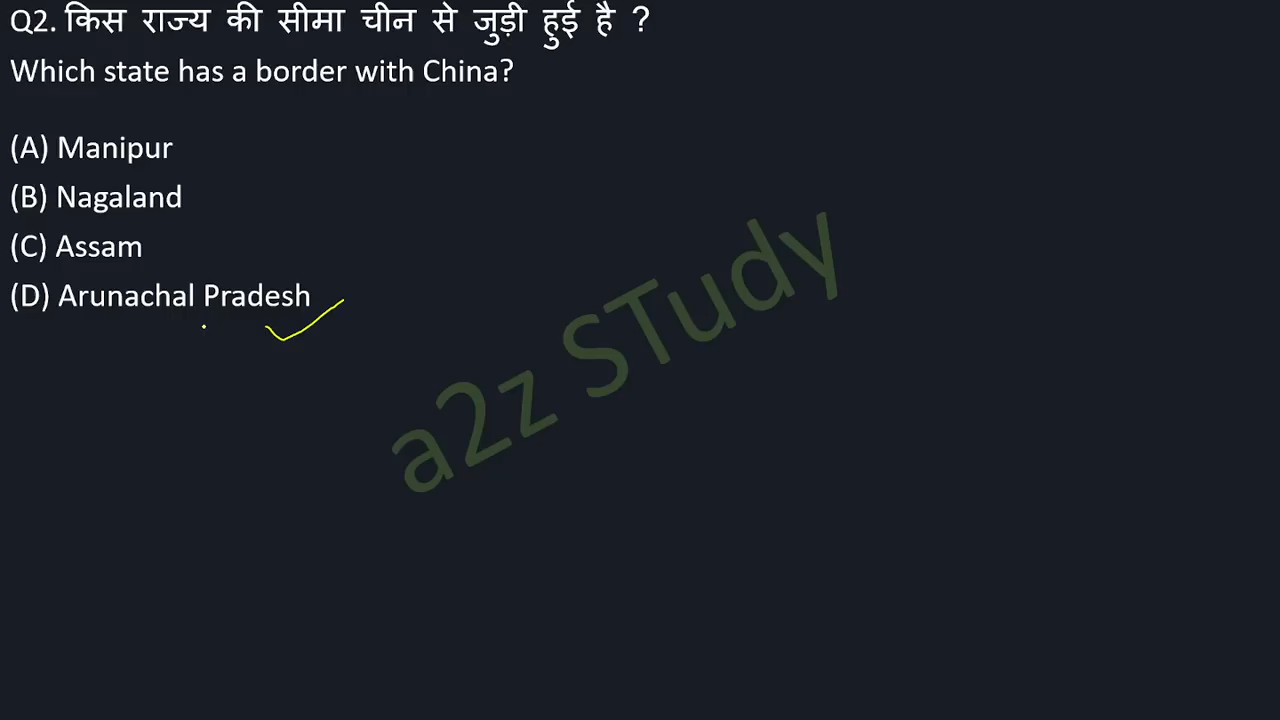 Q2. किस राज्य की सीमा चीन से जुड़ी हुई है ?
Which state has a border with China?
(A) Manipur
(B) Nagaland
(C) Assam
(D) Arunachal Pradesh
a2z STudy